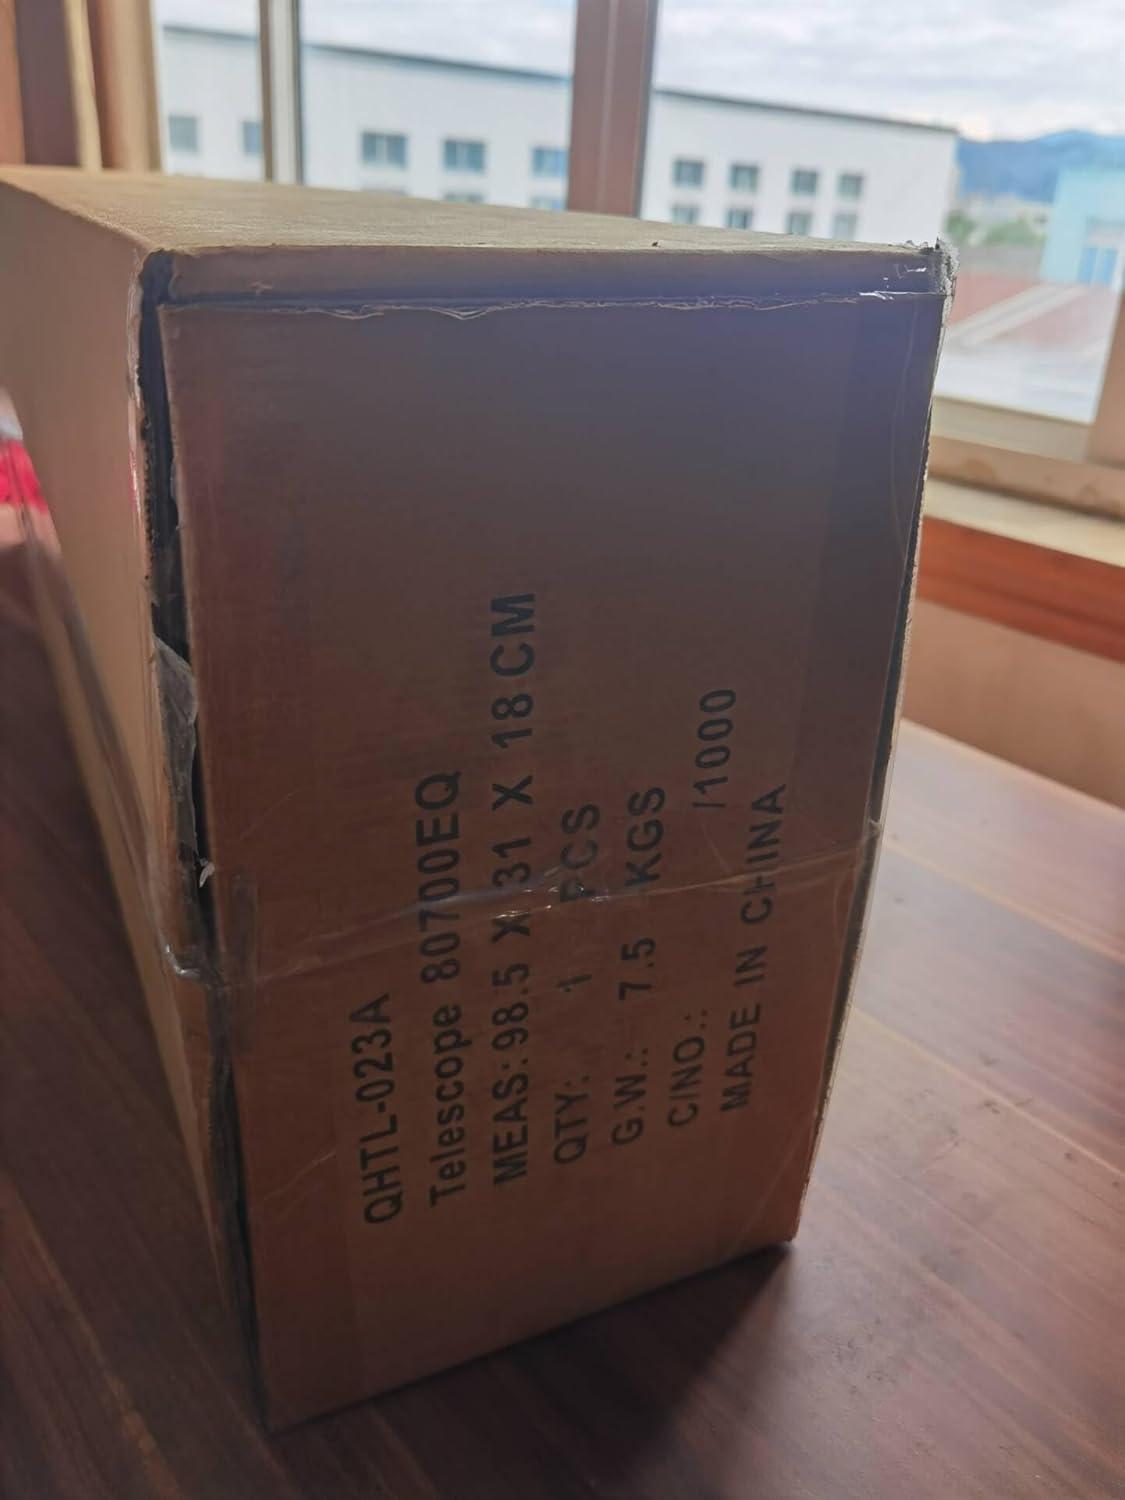 QHTL-023A
Telescope 80700EQ
MEAS:98.5 X 31 X 18 CM
QTY: 1 PCS
G.W.: 7.5 KGS
C/NO.: /1000
MADE IN CHINA